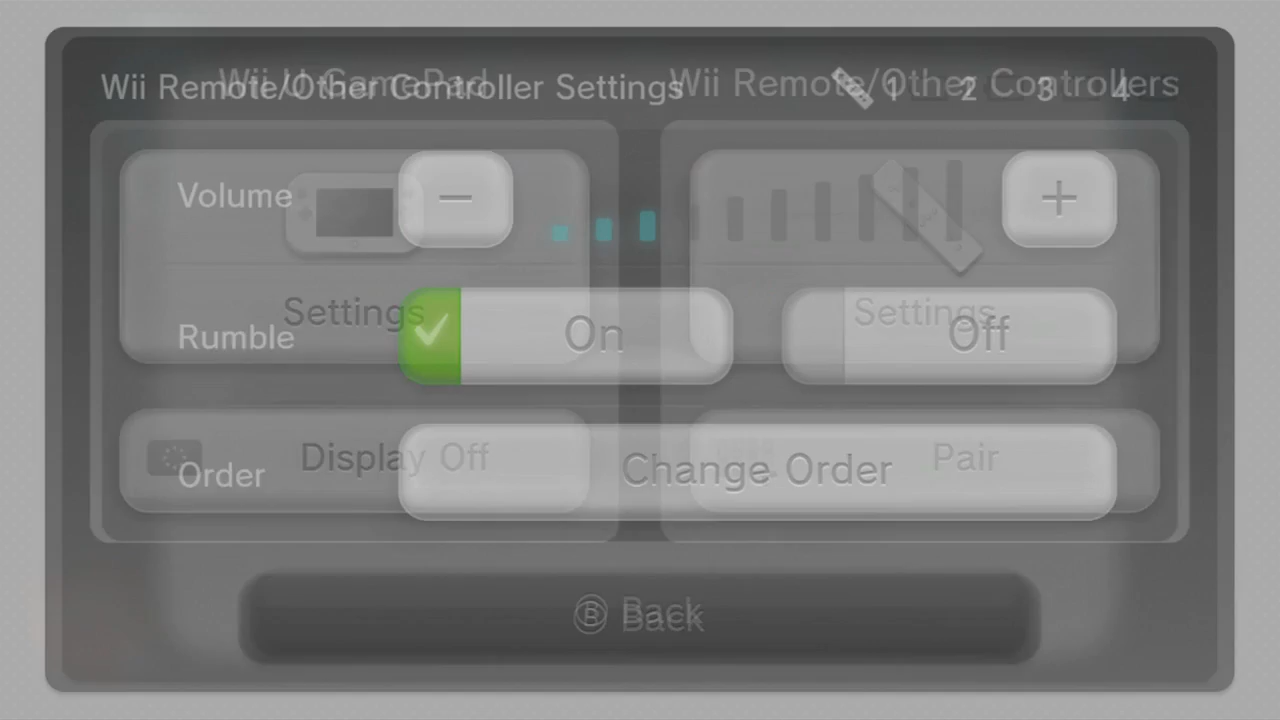 Wii U GamePad
Wii Remote/Other Controllers
Wii Remote/Other Controller Settings 1 2 3 4
Volume − +
Settings Settings
Rumble On Off
Display Off Pair
Order Change Order
Ⓑ Back
Back